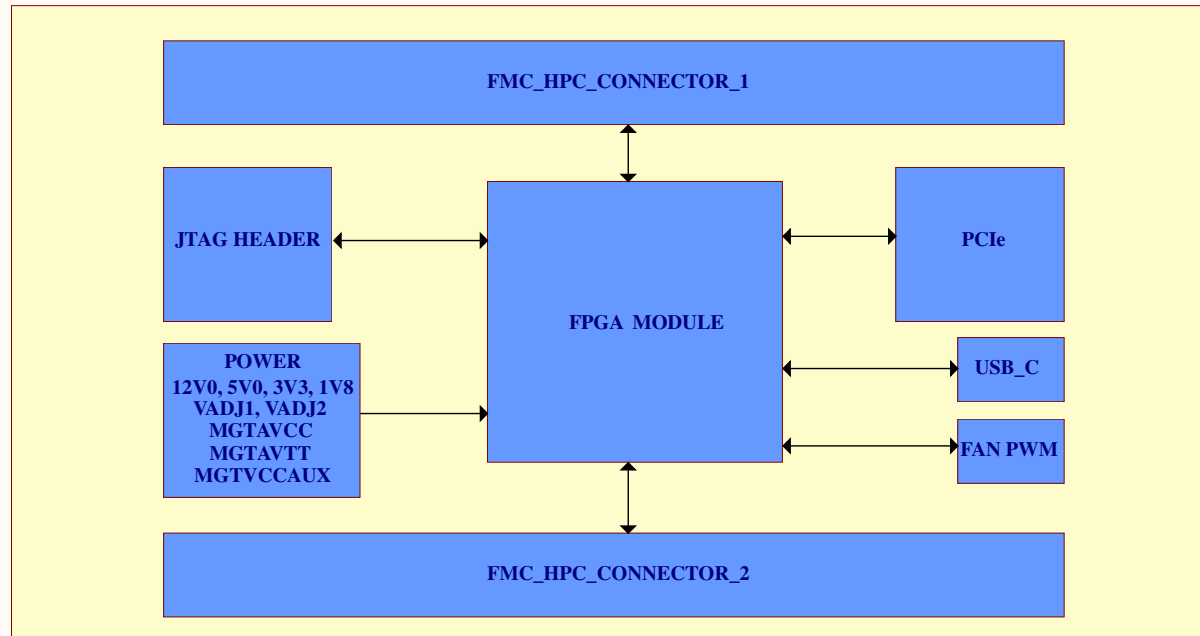 FMC_HPC_CONNECTOR_1
JTAG HEADER
PCIe
FPGA MODULE
POWER
12V0, 5V0, 3V3, 1V8
VADJ1, VADJ2
MGTAVCC
MGTAVTT
MGTVCCAUX
USB_C
FAN PWM
FMC_HPC_CONNECTOR_2